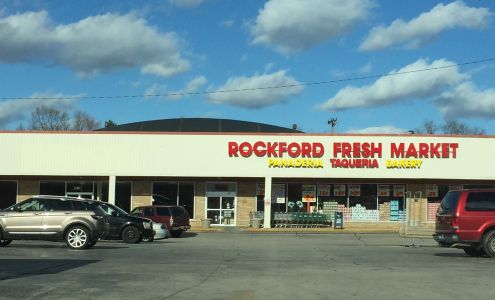 ROCKFORD FRESH MARKET
PANADERIA TAQUERIA BAKERY